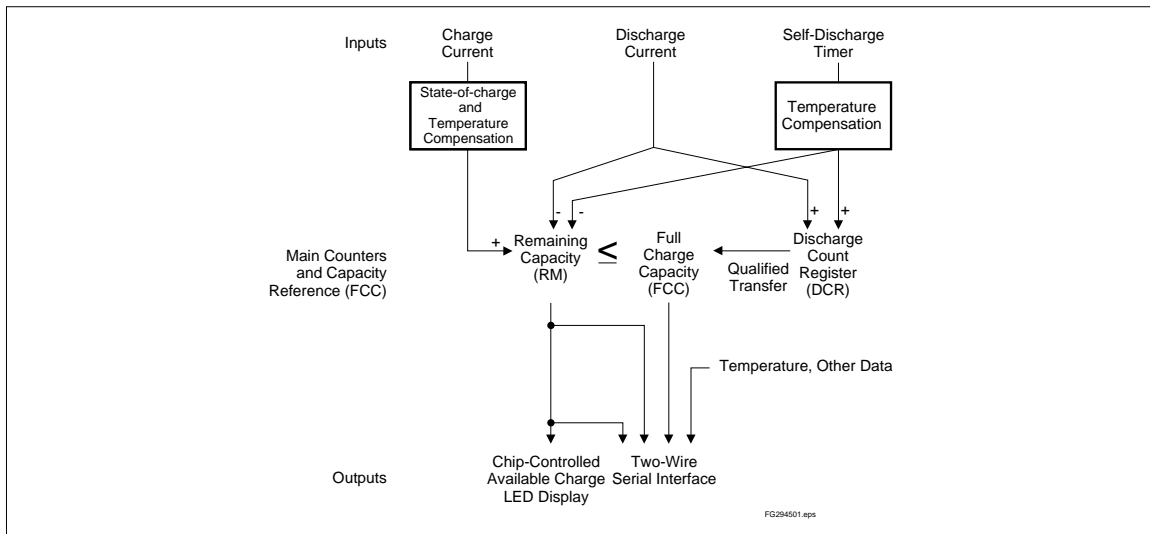 Inputs
Charge
Current
Discharge
Current
Self-Discharge
Timer
State-of-charge
and
Temperature
Compensation
Temperature
Compensation
-
-
+
+
+
Main Counters
and Capacity
Reference (FCC)
Remaining
Capacity
(RM)
≤
Full
Charge
Capacity
(FCC)
Qualified
Transfer
Discharge
Count
Register
(DCR)
Temperature, Other Data
Outputs
Chip-Controlled
Available Charge
LED Display
Two-Wire
Serial Interface
FG294501.eps